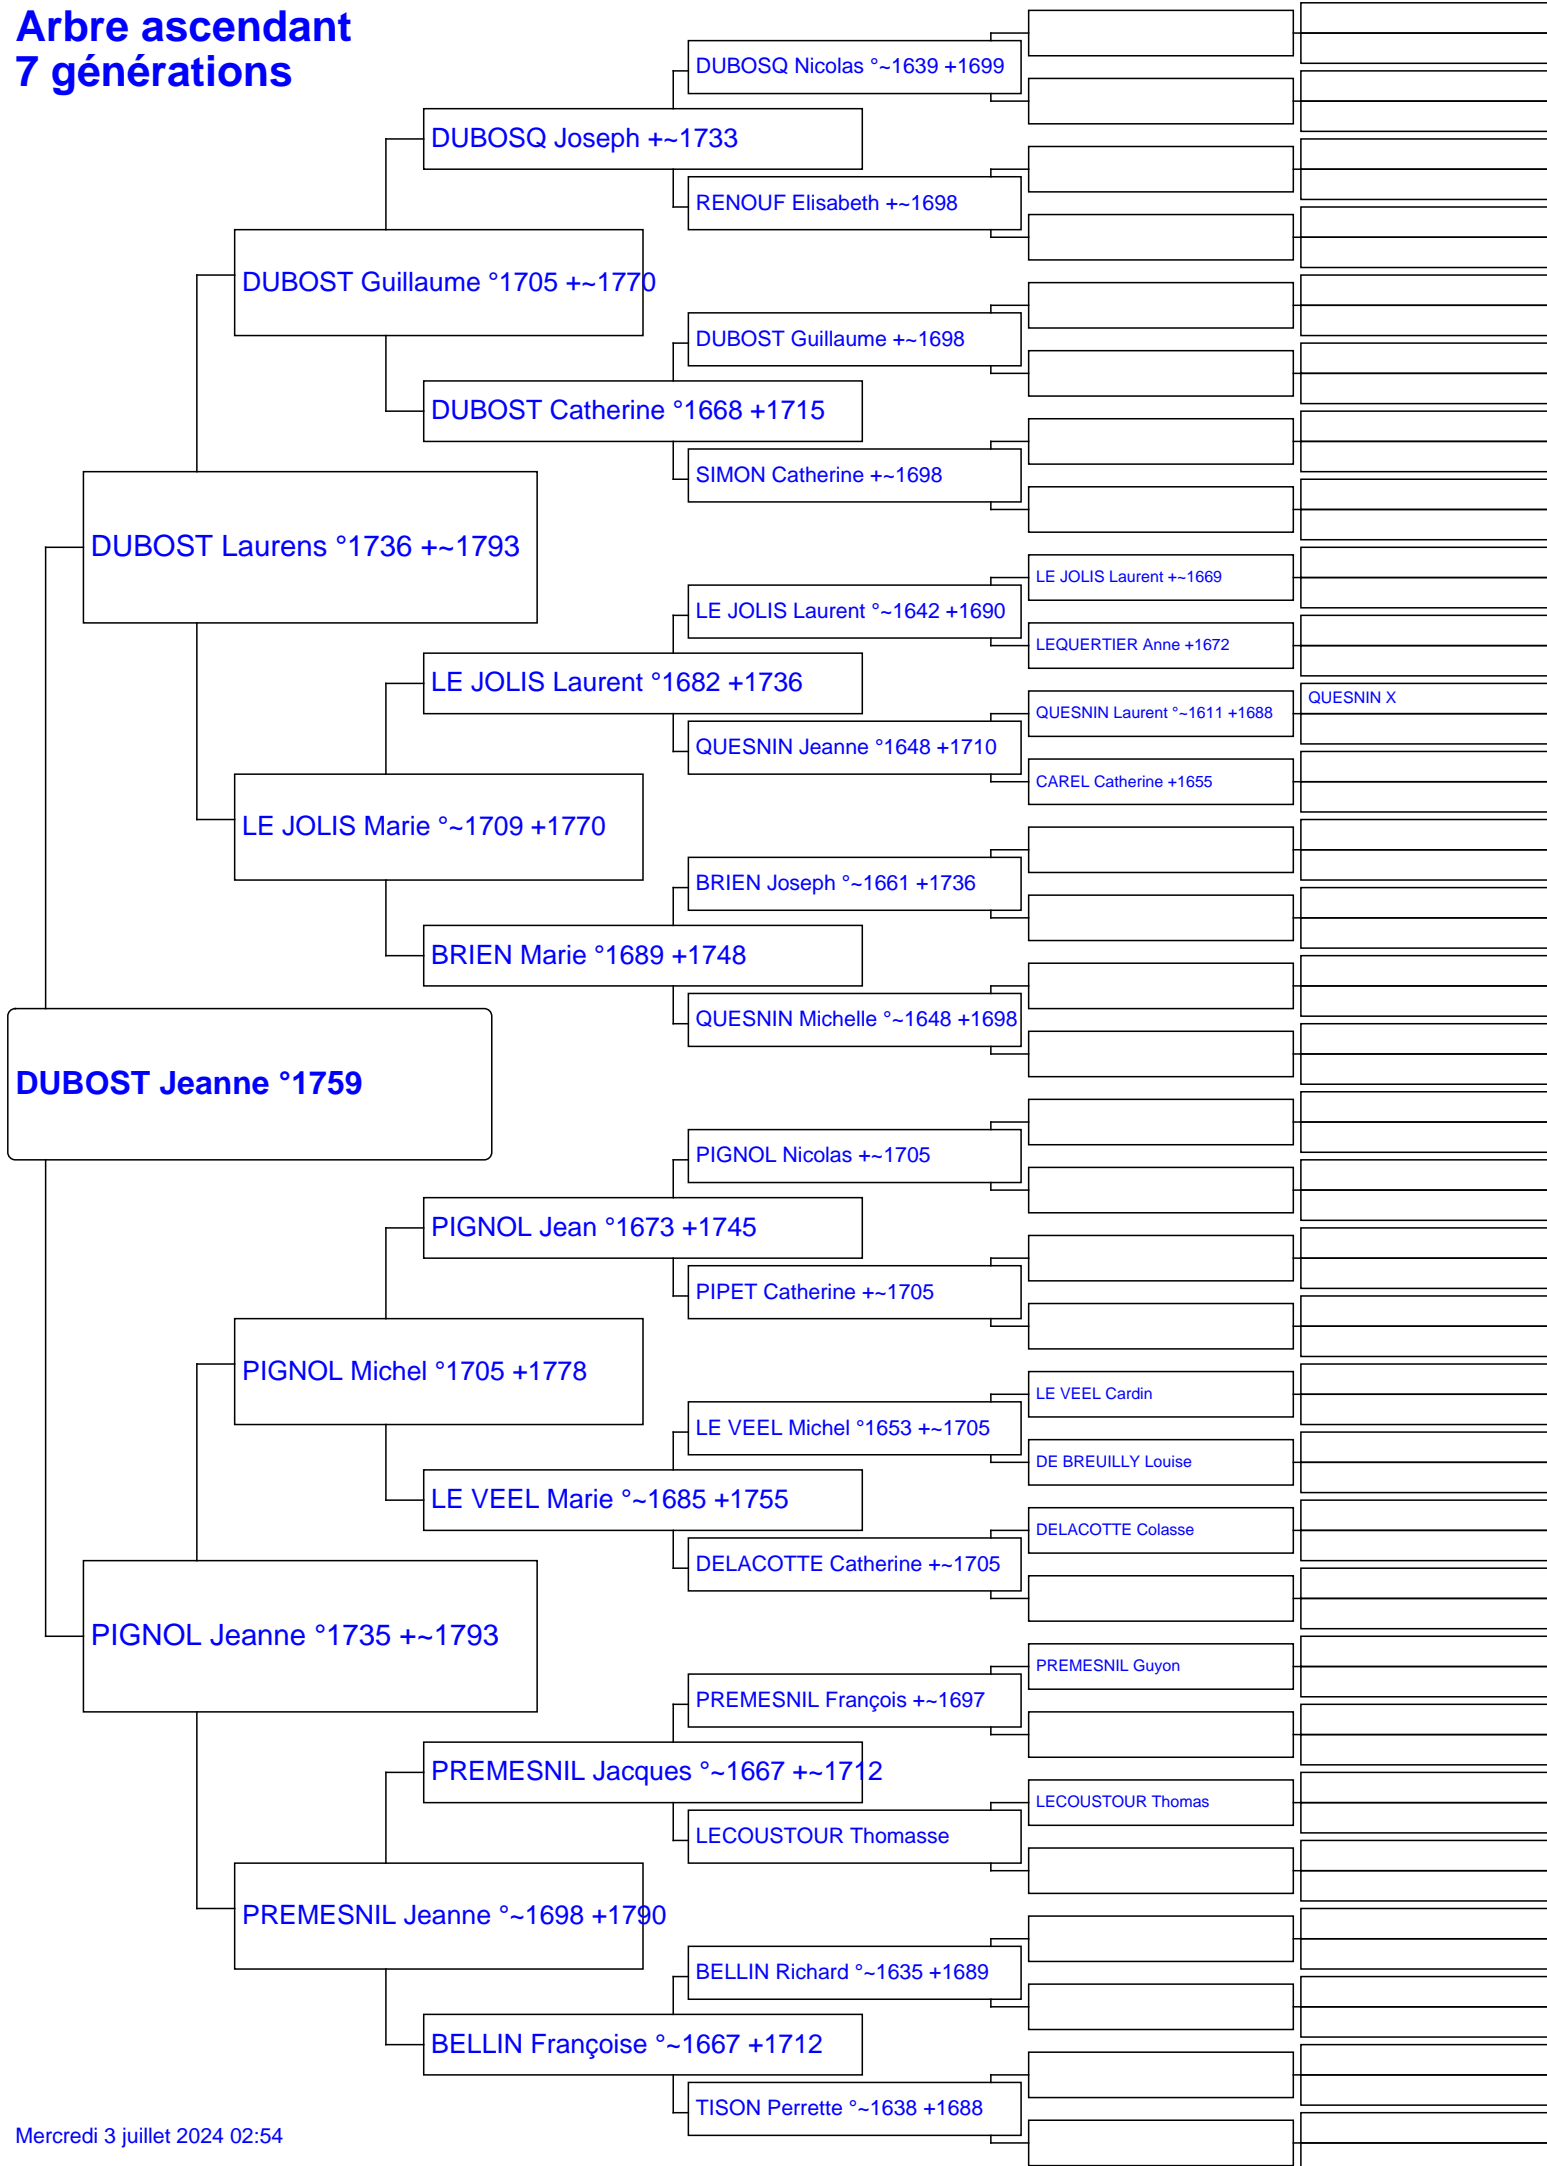 Arbre ascendant
7 générations
DUBOSQ Nicolas °~1639 +1699
DUBOSQ Joseph +~1733
RENOUF Elisabeth +~1698
DUBOST Guillaume °1705 +~1770
DUBOST Guillaume +~1698
DUBOST Catherine °1668 +1715
SIMON Catherine +~1698
DUBOST Laurens °1736 +~1793
LE JOLIS Laurent +~1669
LE JOLIS Laurent °~1642 +1690
LEQUERTIER Anne +1672
LE JOLIS Laurent °1682 +1736
QUESNIN X
QUESNIN Laurent °~1611 +1688
QUESNIN Jeanne °1648 +1710
CAREL Catherine +1655
LE JOLIS Marie °~1709 +1770
BRIEN Joseph °~1661 +1736
BRIEN Marie °1689 +1748
QUESNIN Michelle °~1648 +1698
DUBOST Jeanne °1759
PIGNOL Nicolas +~1705
PIGNOL Jean °1673 +1745
PIPET Catherine +~1705
PIGNOL Michel °1705 +1778
LE VEEL Cardin
LE VEEL Michel °1653 +~1705
DE BREUILLY Louise
LE VEEL Marie °~1685 +1755
DELACOTTE Colasse
DELACOTTE Catherine +~1705
PIGNOL Jeanne °1735 +~1793
PREMESNIL Guyon
PREMESNIL François +~1697
PREMESNIL Jacques °~1667 +~1712
LECOUSTOUR Thomas
LECOUSTOUR Thomasse
PREMESNIL Jeanne °~1698 +1790
BELLIN Richard °~1635 +1689
BELLIN Françoise °~1667 +1712
TISON Perrette °~1638 +1688
Mercredi 3 juillet 2024 02:54